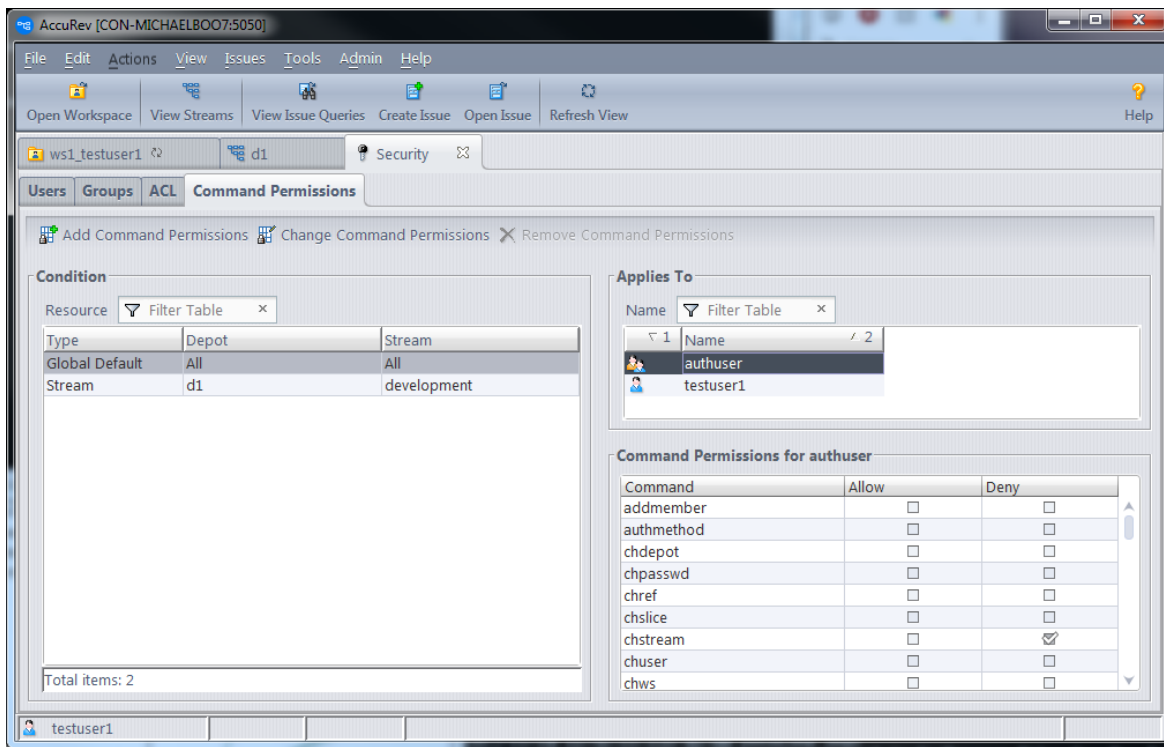 AccuRev [CON-MICHAELBOO7:5050]
File Edit Actions View Issues Tools Admin Help
Open Workspace View Streams View Issue Queries Create Issue Open Issue Refresh View Help
ws1_testuser1 d1 Security
Users Groups ACL Command Permissions
Add Command Permissions Change Command Permissions Remove Command Permissions
Condition
Resource Filter Table
Type Depot Stream
Global Default All All
Stream d1 development
Total items: 2
Applies To
Name Filter Table
1 Name 2
authuser
testuser1
Command Permissions for authuser
Command Allow Deny
addmember
authmethod
chdepot
chpasswd
chref
chslice
chstream
chuser
chws
testuser1